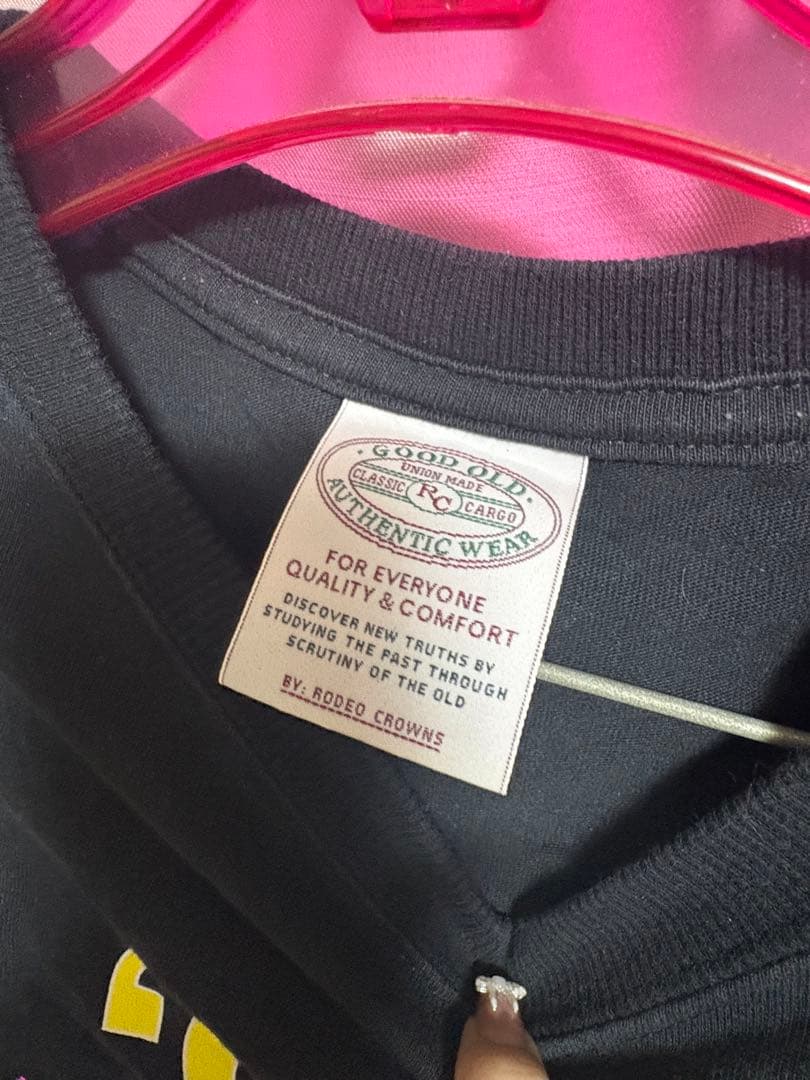 · GOOD OLD ·
UNION MADE
CLASSIC RC CARGO
AUTHENTIC WEAR
FOR EVERYONE
QUALITY & COMFORT
DISCOVER NEW TRUTHS BY
STUDYING THE PAST THROUGH
SCRUTINY OF THE OLD
BY: RODEO CROWNS